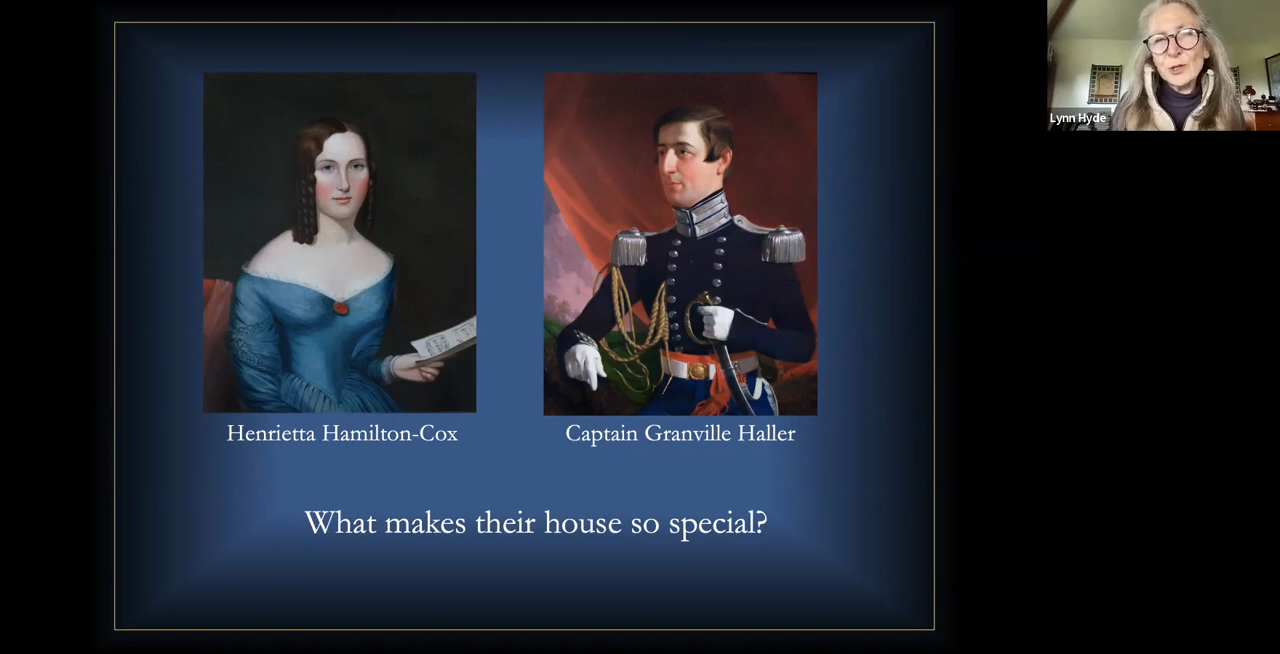 Lynn Hyde
Henrietta Hamilton-Cox
Captain Granville Haller
What makes their house so special?